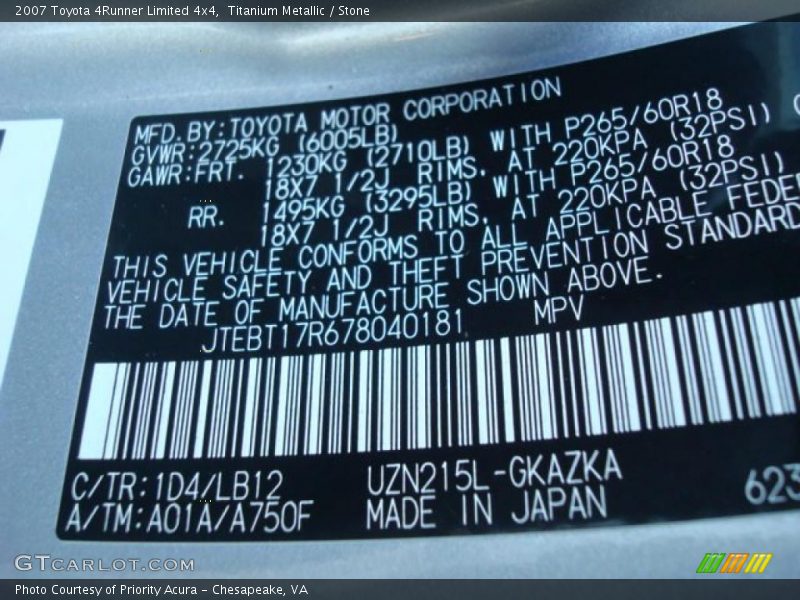 2007 Toyota 4Runner Limited 4x4,  Titanium Metallic / Stone
MFD. BY: TOYOTA MOTOR CORPORATION
GVWR: 2725KG (6005LB)
GAWR: FRT. 1230KG (2710LB) WITH P265/60R18
18X7 1/2J RIMS, AT 220KPA (32PSI)
RR. 1495KG (3295LB) WITH P265/60R18
18X7 1/2J RIMS, AT 220KPA (32PSI)
THIS VEHICLE CONFORMS TO ALL APPLICABLE FEDE
VEHICLE SAFETY AND THEFT PREVENTION STANDARD
THE DATE OF MANUFACTURE SHOWN ABOVE.
JTEBT17R678040181 MPV
C/TR: 1D4/LB12 UZN215L-GKAZKA 623
A/TM: A01A/A750F MADE IN JAPAN
GTCARLOT.COM
Photo Courtesy of Priority Acura - Chesapeake, VA